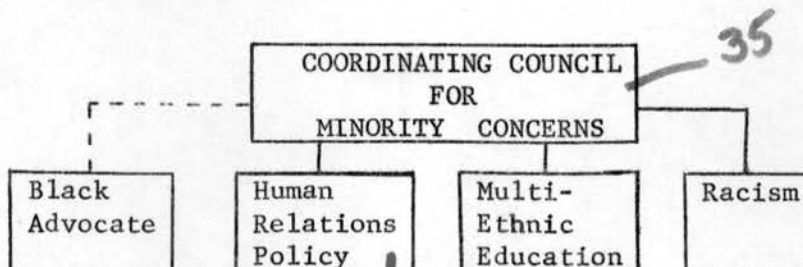 COORDINATING COUNCIL
FOR
MINORITY CONCERNS
35
Black
Advocate
Human
Relations
Policy
Multi-
Ethnic
Education
Racism